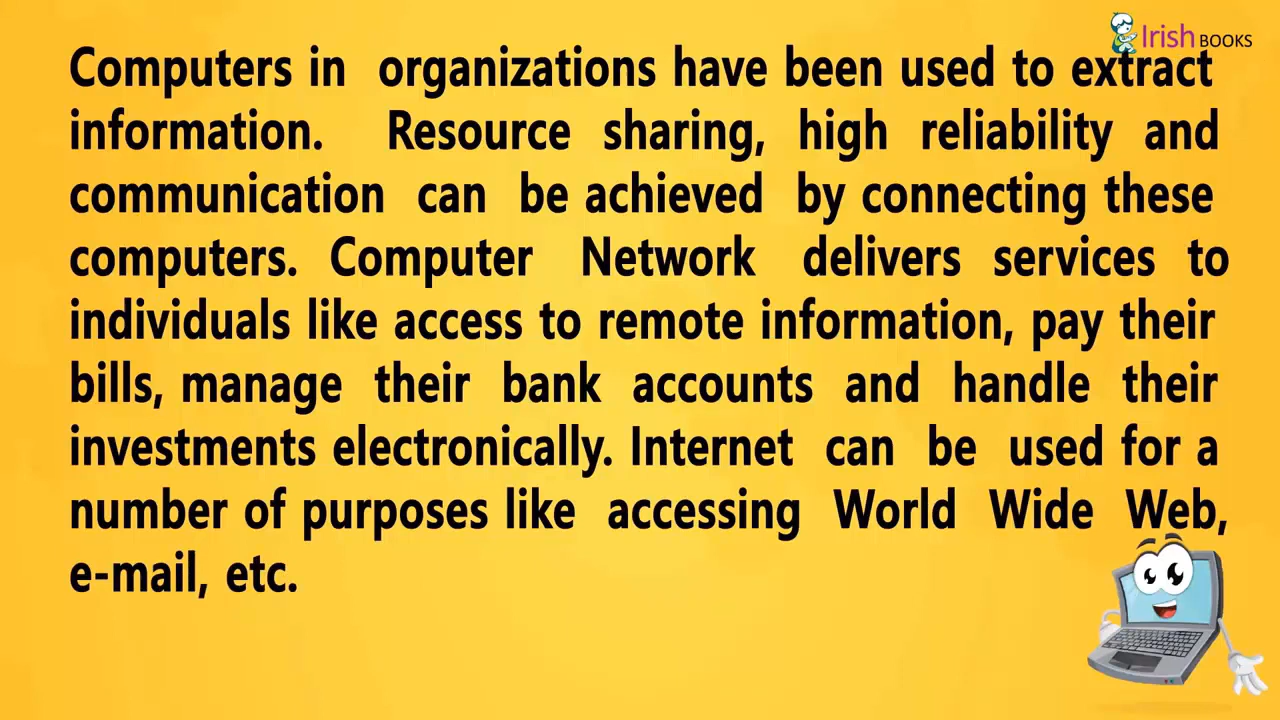 Irish BOOKS
Computers in organizations have been used to extract
information. Resource sharing, high reliability and
communication can be achieved by connecting these
computers. Computer Network delivers services to
individuals like access to remote information, pay their
bills, manage their bank accounts and handle their
investments electronically. Internet can be used for a
number of purposes like accessing World Wide Web,
e-mail, etc.